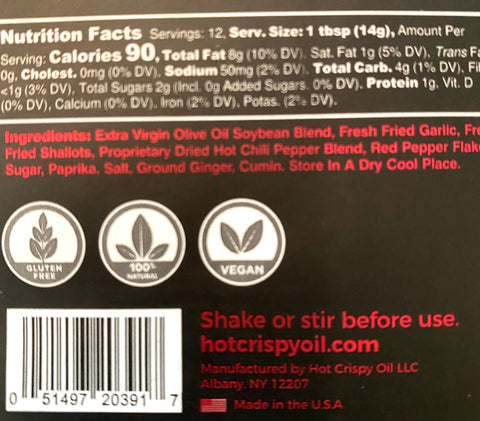 Nutrition Facts Servings: 12, Serv. Size: 1 tbsp (14g), Amount Per
Serving: Calories 90, Total Fat 8g (10% DV), Sat. Fat 1g (5% DV), Trans F
0g, Cholest. 0mg (0% DV), Sodium 50mg (2% DV), Total Carb. 4g (1% DV), Fi
<1g (3% DV), Total Sugars 2g (Incl. 0g Added Sugars, 0% DV), Protein 1g, Vit. D
(0% DV), Calcium (0% DV), Iron (2% DV), Potas. (2% DV).
Ingredients: Extra Virgin Olive Oil Soybean Blend, Fresh Fried Garlic, Fre
Fried Shallots, Proprietary Dried Hot Chili Pepper Blend, Red Pepper Flak
Sugar, Paprika, Salt, Ground Ginger, Cumin. Store In A Dry Cool Place.
GLUTEN
FREE
100%
NATURAL
VEGAN
Shake or stir before use.
hotcrispyoil.com
Manufactured by Hot Crispy Oil LLC
Albany, NY 12207
Made in the U.S.A
0 51497 20391 7